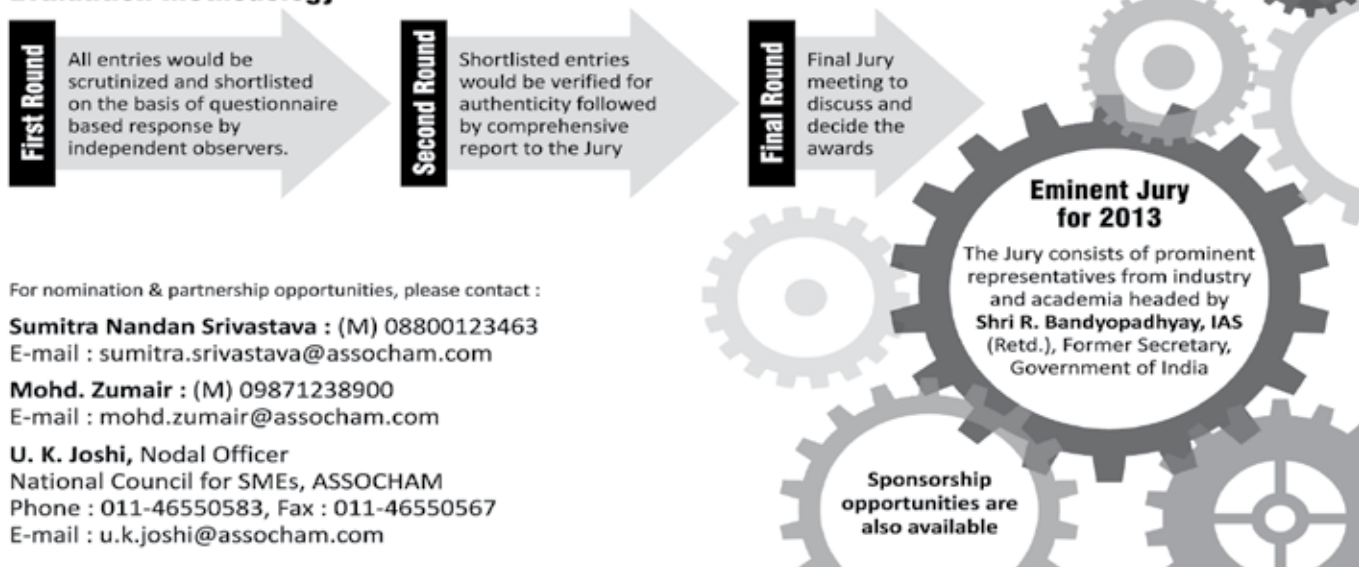 Evaluation Methodology
First Round
All entries would be
scrutinized and shortlisted
on the basis of questionnaire
based response by
independent observers.
Second Round
Shortlisted entries
would be verified for
authenticity followed
by comprehensive
report to the Jury
Final Round
Final Jury
meeting to
discuss and
decide the
awards
Eminent Jury
for 2013
The Jury consists of prominent
representatives from industry
and academia headed by
Shri R. Bandyopadhyay, IAS
(Retd.), Former Secretary,
Government of India
For nomination & partnership opportunities, please contact :
Sumitra Nandan Srivastava : (M) 08800123463
E-mail : sumitra.srivastava@assocham.com
Mohd. Zumair : (M) 09871238900
E-mail : mohd.zumair@assocham.com
U. K. Joshi, Nodal Officer
National Council for SMEs, ASSOCHAM
Phone : 011-46550583, Fax : 011-46550567
E-mail : u.k.joshi@assocham.com
Sponsorship
opportunities are
also available